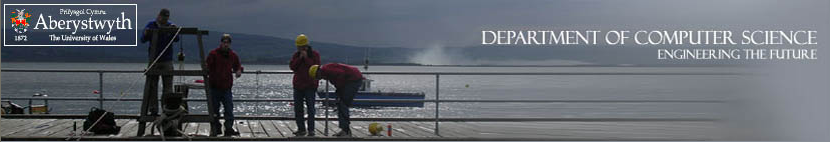 Prifysgol Cymru
Aberystwyth
1872 The University of Wales
DEPARTMENT OF COMPUTER SCIENCE
ENGINEERING THE FUTURE